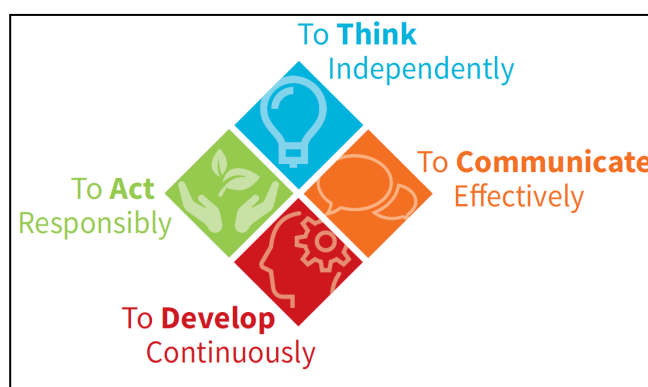 To Think
Independently
To Communicate
Effectively
To Act
Responsibly
To Develop
Continuously